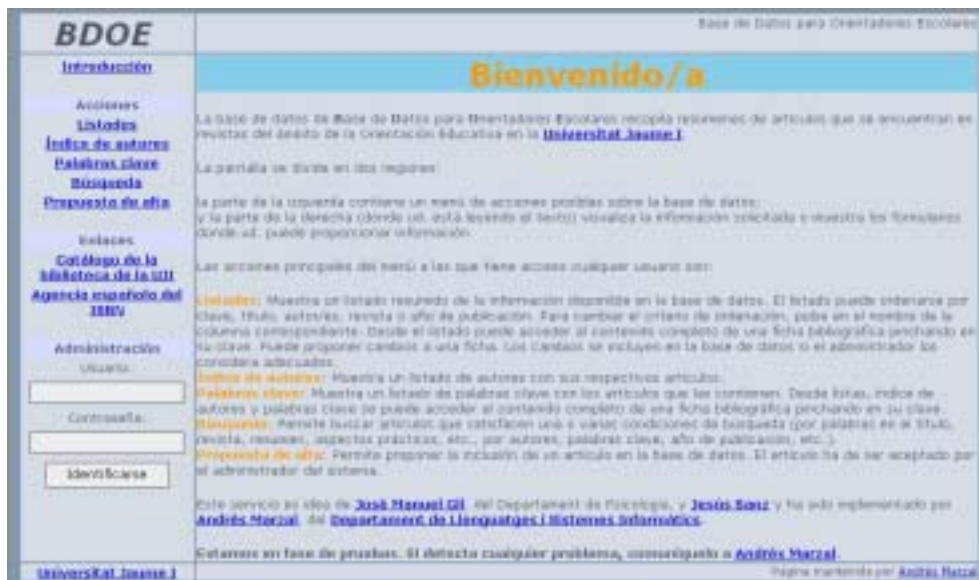 BDOE
Base de Datos para Orientadores Escolares
Introducción
Acciones
Listados
Índice de autores
Palabras clave
Búsqueda
Propuesta de alta
Enlaces
Catálogo de la
biblioteca de la UJI
Agencia española del
ISBN
Administración
Usuario:
Contraseña:
Identificarse
Universitat Jaume I
Bienvenido/a
La base de datos de Base de Datos para Orientadores Escolares recopila resúmenes de artículos que se encuentran en
revistas del ámbito de la Orientación Educativa en la Universitat Jaume I.
La pantalla se divide en dos regiones:
la parte de la izquierda contiene un menú de acciones posibles sobre la base de datos;
y la parte de la derecha (donde ud. está leyendo el texto) visualiza la información solicitada o muestra los formularios
donde ud. puede proporcionar información.
Las acciones principales del menú a las que tiene acceso cualquier usuario son:
Listados: Muestra un listado resumido de la información disponible en la base de datos. El listado puede ordenarse por
clave, título, autor/es, revista o año de publicación. Para cambiar el criterio de ordenación, pulse en el nombre de la
columna correspondiente. Desde el listado puede acceder al contenido completo de una ficha bibliográfica pinchando en
su clave. Puede proponer cambios a una ficha. Los cambios se incluyen en la base de datos si el administrador los
considera adecuados.
Índice de autores: Muestra un listado de autores con sus respectivos artículos.
Palabras clave: Muestra un listado de palabras clave con los artículos que las contienen. Desde listas, índice de
autores y palabras clave se puede acceder al contenido completo de una ficha bibliográfica pinchando en su clave.
Búsqueda: Permite buscar artículos que satisfacen una o varias condiciones de búsqueda (por palabras en el título,
revista, resumen, aspectos prácticos, etc., por autores, palabras clave, año de publicación, etc.).
Propuesta de alta: Permite proponer la inclusión de un artículo en la base de datos. El artículo ha de ser aceptado por
el administrador del sistema.
Este servicio es idea de José Manuel Gil, del Departament de Psicologia, y Jesús Sanz y ha sido implementado por
Andrés Marzal, del Departament de Llenguatges i Sistemes Informàtics.
Estamos en fase de pruebas. Si detecta cualquier problema, comuníquelo a Andrés Marzal.
Página mantenida por Andrés Marzal